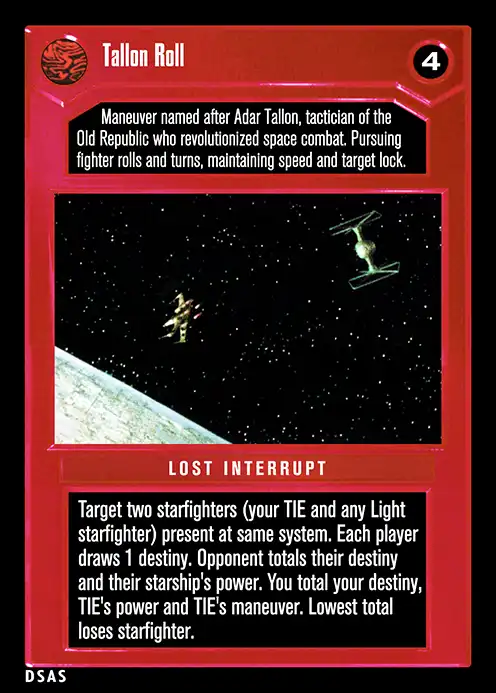 Tallon Roll
4
Maneuver named after Adar Tallon, tactician of the
Old Republic who revolutionized space combat. Pursuing
fighter rolls and turns, maintaining speed and target lock.
LOST INTERRUPT
Target two starfighters (your TIE and any Light
starfighter) present at same system. Each player
draws 1 destiny. Opponent totals their destiny
and their starship's power. You total your destiny,
TIE's power and TIE's maneuver. Lowest total
loses starfighter.
DSAS